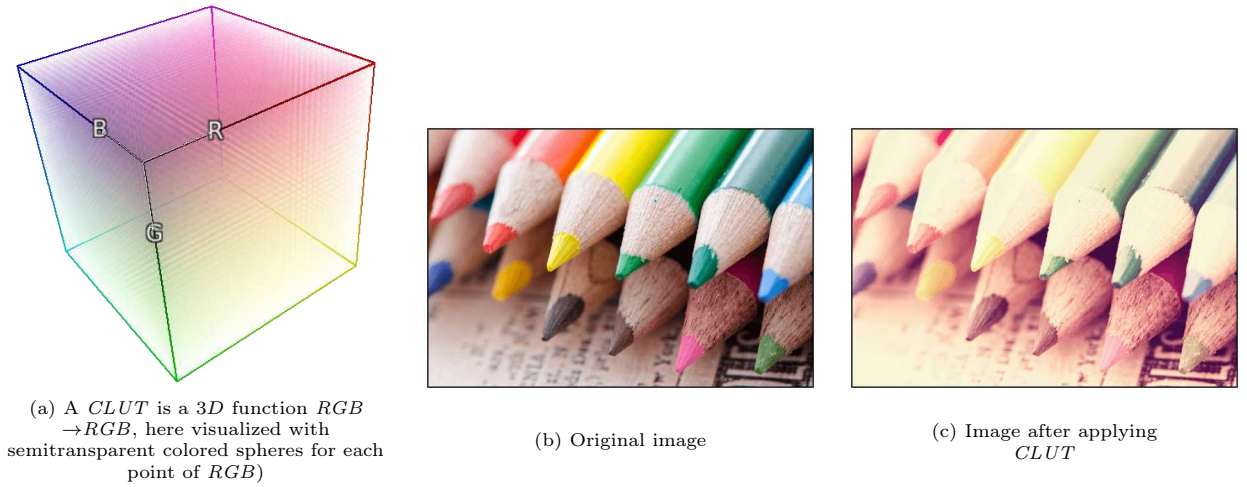 B
R
G
(a) A CLUT is a 3D function RGB
→RGB, here visualized with
semitransparent colored spheres for each
point of RGB)
(b) Original image
(c) Image after applying
CLUT